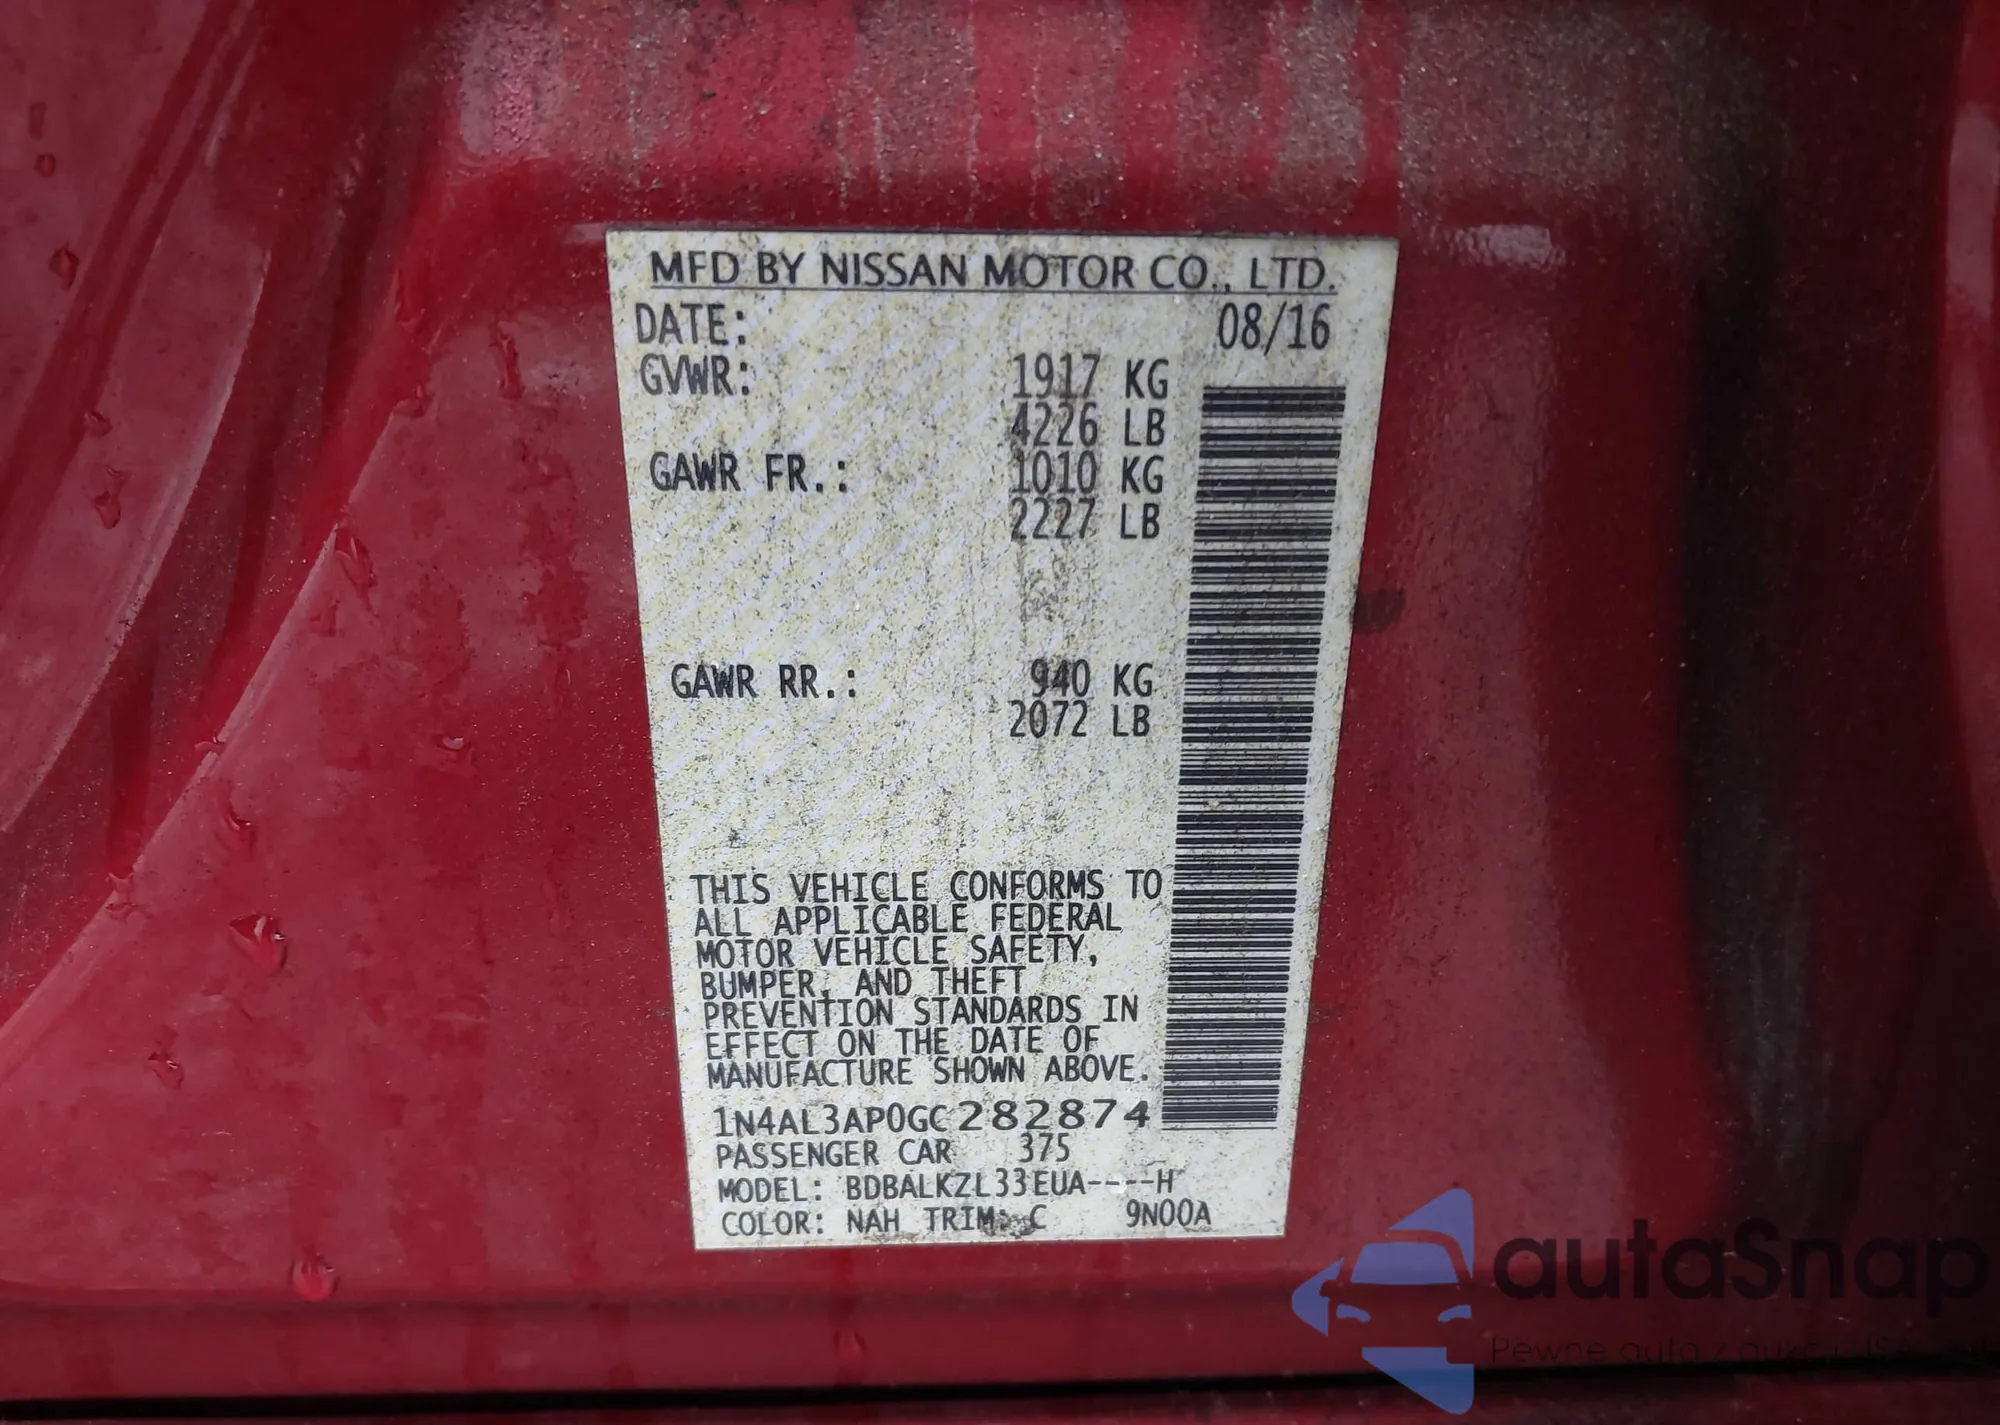 MFD BY NISSAN MOTOR CO., LTD.
DATE: 08/16
GVWR: 1917 KG
4226 LB
GAWR FR.: 1010 KG
2227 LB
GAWR RR.: 940 KG
2072 LB
THIS VEHICLE CONFORMS TO
ALL APPLICABLE FEDERAL
MOTOR VEHICLE SAFETY,
BUMPER, AND THEFT
PREVENTION STANDARDS IN
EFFECT ON THE DATE OF
MANUFACTURE SHOWN ABOVE.
1N4AL3AP0GC282874
PASSENGER CAR 375
MODEL: BDBALKZL33EUA----H
COLOR: NAH TRIM: C 9N00A
autaSnap
Pewne auta z